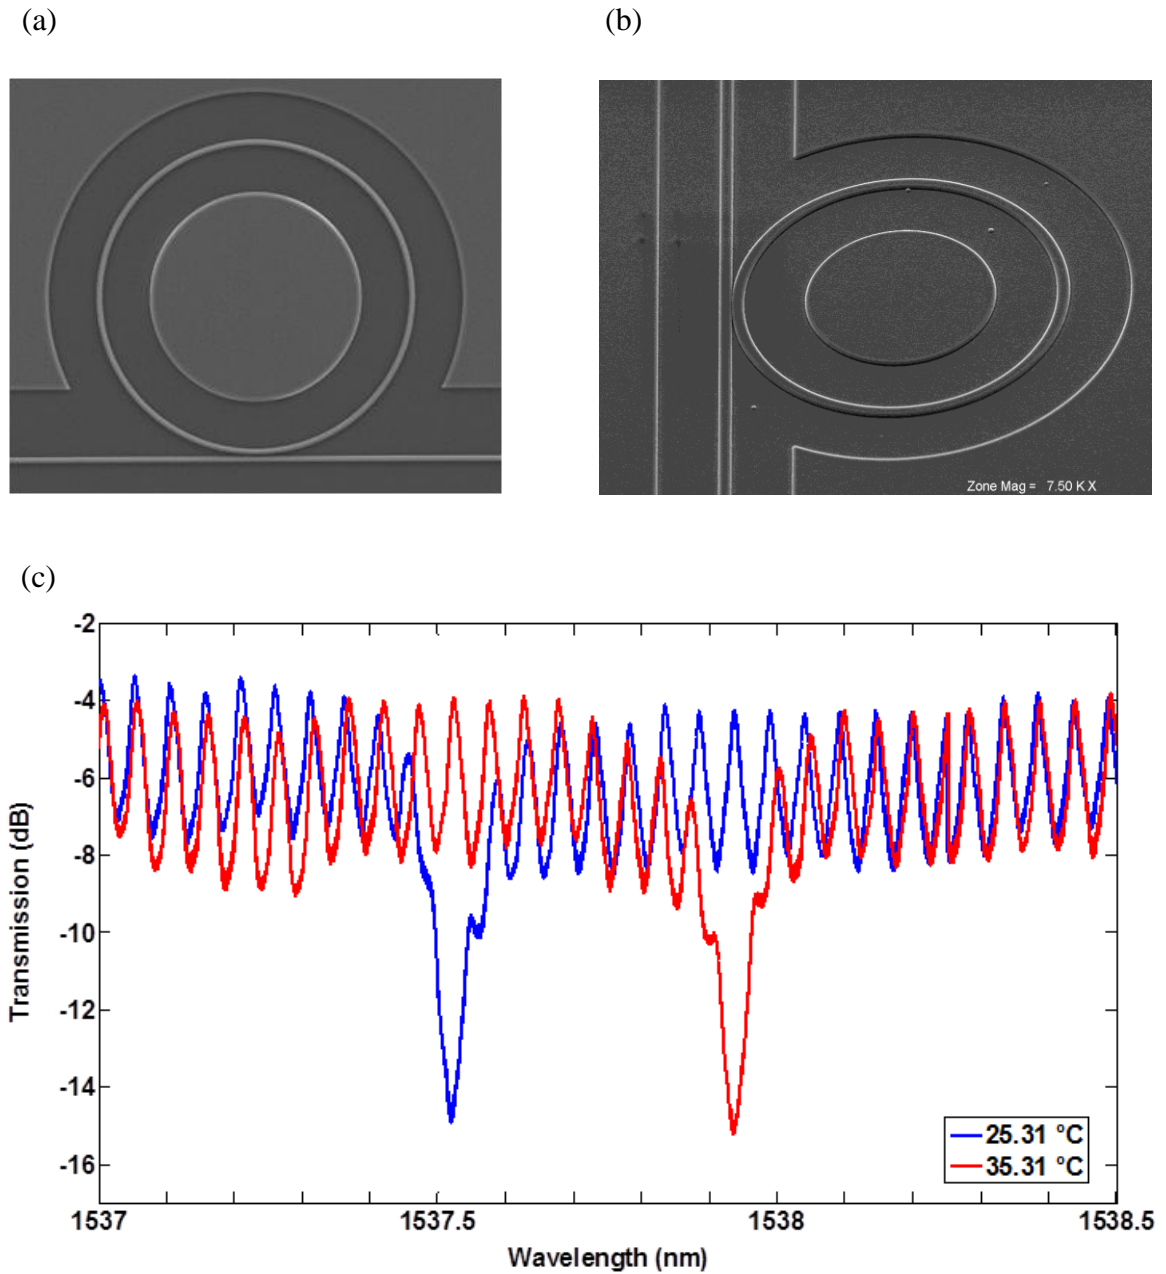 (a)
(b)
Zone Mag = 7.50 K X
(c)
-2
-4
-6
-8
-10
-12
-14
-16
Transmission (dB)
25.31 °C
35.31 °C
1537
1537.5
1538
1538.5
Wavelength (nm)